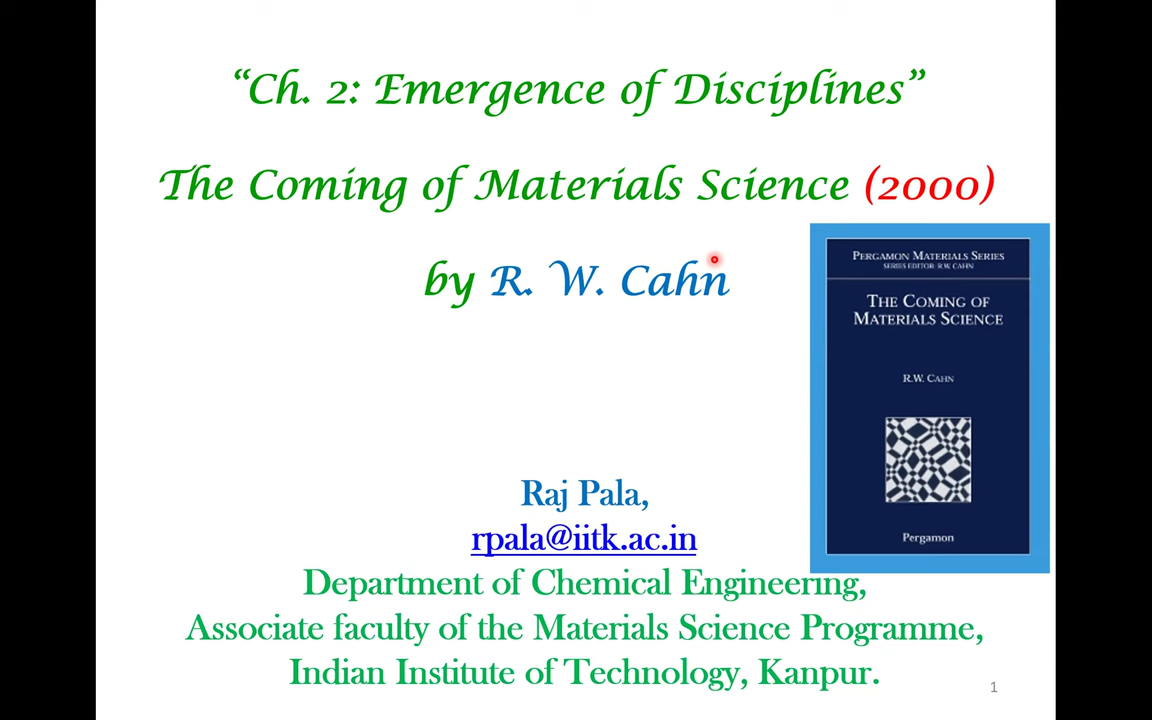 “Ch. 2: Emergence of Disciplines”
The Coming of Materials Science (2000)
by R. W. Cahn
PERGAMON MATERIALS SERIES
SERIES EDITOR: R.W. CAHN
THE COMING OF
MATERIALS SCIENCE
R.W. CAHN
Pergamon
Raj Pala,
rpala@iitk.ac.in
Department of Chemical Engineering,
Associate faculty of the Materials Science Programme,
Indian Institute of Technology, Kanpur.
1